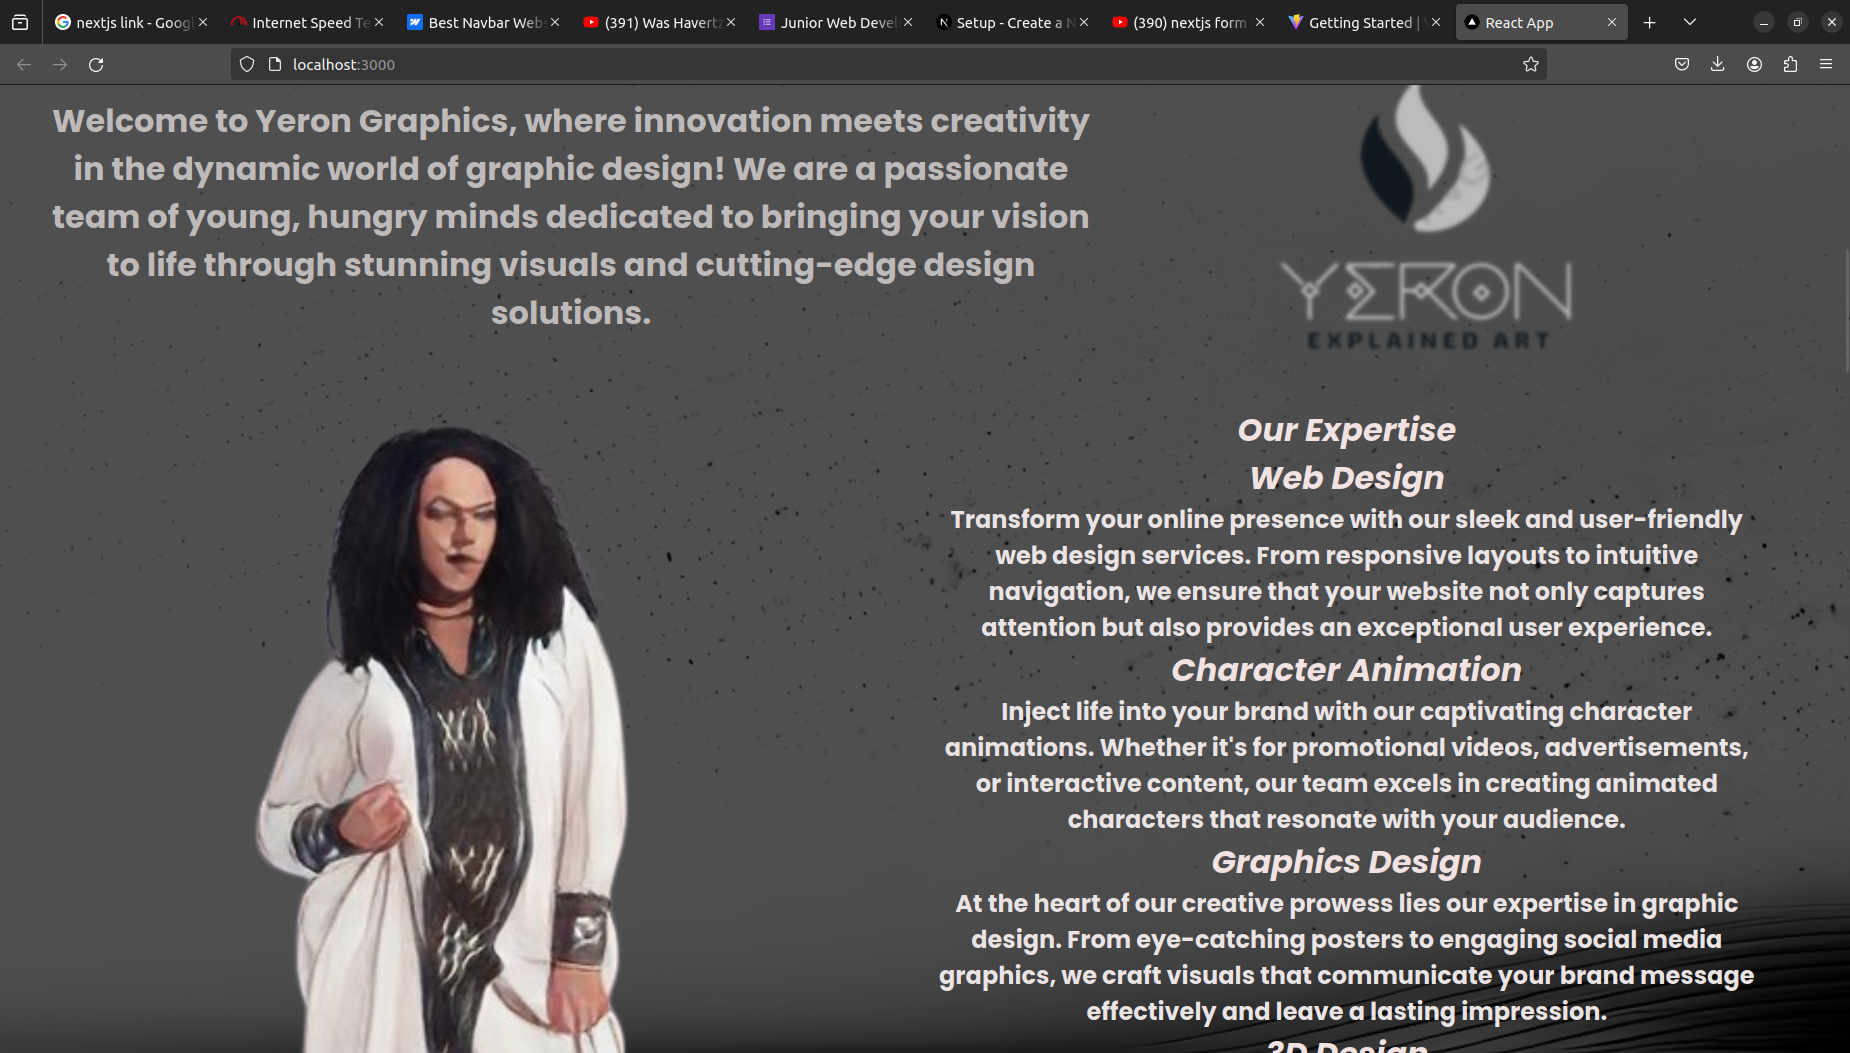 nextjs link - Goog
Internet Speed Te
Best Navbar Web
(391) Was Havertz
Junior Web Devel
Setup - Create a N
(390) nextjs form
Getting Started |
React App
localhost:3000
Welcome to Yeron Graphics, where innovation meets creativity
in the dynamic world of graphic design! We are a passionate
team of young, hungry minds dedicated to bringing your vision
to life through stunning visuals and cutting-edge design
solutions.
YERON
EXPLAINED ART
Our Expertise
Web Design
Transform your online presence with our sleek and user-friendly
web design services. From responsive layouts to intuitive
navigation, we ensure that your website not only captures
attention but also provides an exceptional user experience.
Character Animation
Inject life into your brand with our captivating character
animations. Whether it's for promotional videos, advertisements,
or interactive content, our team excels in creating animated
characters that resonate with your audience.
Graphics Design
At the heart of our creative prowess lies our expertise in graphic
design. From eye-catching posters to engaging social media
graphics, we craft visuals that communicate your brand message
effectively and leave a lasting impression.
3D Design